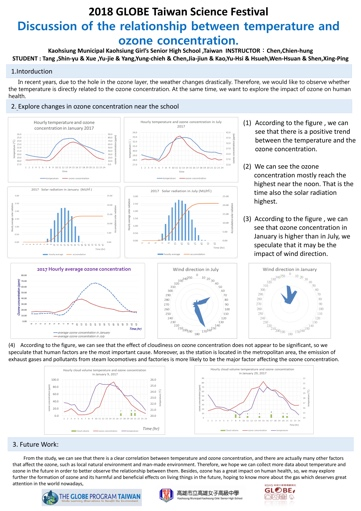 2018 GLOBE Taiwan Science Festival
Discussion of the relationship between temperature and
ozone concentration.
Kaohsiung Municipal Kaohsiung Girl's Senior High School ,Taiwan  INSTRUCTOR：Chen,Chien-hung
STUDENT : Tang ,Shin-yu & Xue ,Yu-jie & Yang,Yung-chieh & Chen,Jia-jiun & Kao,Yu-Hsi & Hsueh,Wen-Hsuan & Shen,Xing-Ping
1.Intorduction
In recent years, due to the hole in the ozone layer, the weather changes drastically. Therefore, we would like to observe whether
the temperature is directly related to the ozone concentration. At the same time, we want to explore the impact of ozone on human
health.
2. Explore changes in ozone concentration near the school
Hourly temperature and ozone
concentration in January 2017
Hourly temperature and ozone concentration in July
2017
(1) According to the figure , we can
see that there is a positive trend
between the temperature and the
ozone concentration.
(2) We can see the ozone
concentration mostly reach the
highest near the noon. That is the
time also the solar radiation
highest.
(3) According to the figure , we can
see that ozone concentration in
January is higher than in July, we
speculate that it may be the
impact of wind direction.
2017 Hourly average ozone concentration
Time (hr)
Wind direction in July
Wind direction in January
(4) According to the figure, we can see that the effect of cloudiness on ozone concentration does not appear to be significant, so we
speculate that human factors are the most important cause. Moreover, as the station is located in the metropolitan area, the emission of
exhaust gases and pollutants from steam locomotives and factories is more likely to be the major factor affecting the ozone concentration.
Time (hr)
3. Future Work:
From the study, we can see that there is a clear correlation between temperature and ozone concentration, and there are actually many other factors
that affect the ozone, such as local natural environment and man-made environment. Therefore, we hope we can collect more data about temperature and
ozone in the future in order to better observe the relationship between them. Besides, ozone has a great impact on human health, so, we may explore
further the formation of ozone and its harmful and beneficial effects on living things in the future, hoping to know more about the gas which deserves great
attention in the world nowadays,
THE GLOBE PROGRAM TAIWAN
高雄市立高雄女子高級中學
GLOBE